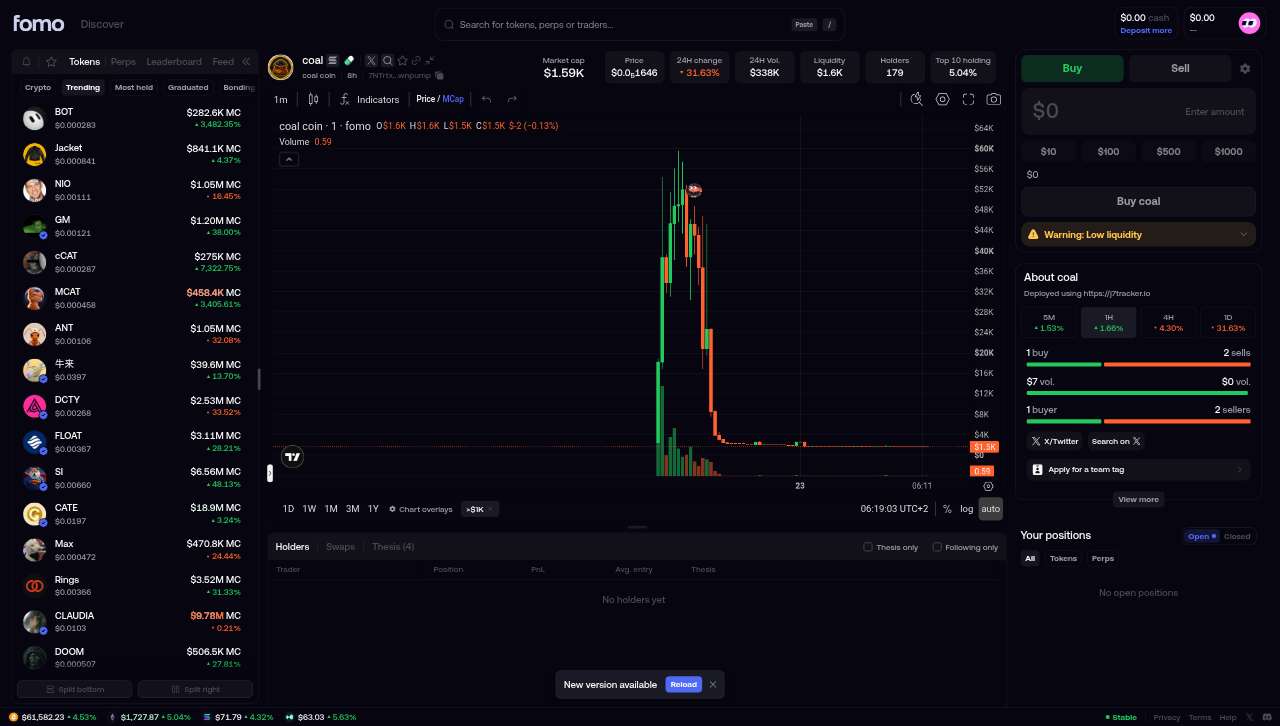 fomo Discover
Search for tokens, perps or traders... Paste /
$0.00 cash
Deposit more
$0.00
—
Tokens Perps Leaderboard Feed
Crypto Trending Most held Graduated Bonding
BOT $282.6K MC
$0.000283 3,482.35%
Jacket $841.1K MC
$0.000841 4.37%
NIO $1.05M MC
$0.00111 16.45%
GM $1.20M MC
$0.00121 38.00%
cCAT $275K MC
$0.000287 7,322.75%
MCAT $458.4K MC
$0.000458 3,405.61%
ANT $1.05M MC
$0.00106 32.08%
牛来 $39.6M MC
$0.0397 13.70%
DCTY $2.53M MC
$0.00268 33.52%
FLOAT $3.11M MC
$0.00367 28.21%
SI $6.56M MC
$0.00660 48.13%
CATE $18.9M MC
$0.0197 3.24%
Max $470.8K MC
$0.000472 24.44%
Rings $3.52M MC
$0.00366 31.33%
CLAUDIA $9.78M MC
$0.0103 0.21%
DOOM $506.5K MC
$0.000507 27.81%
Split bottom Split right
coal
coal coin 8h 7NTrtx...wnpump
Market cap
$1.59K
Price
$0.0₅1646
24H change
31.63%
24H Vol.
$338K
Liquidity
$1.6K
Holders
179
Top 10 holding
5.04%
1m Indicators Price / MCap
coal coin · 1 · fomo O$1.6K H$1.6K L$1.5K C$1.5K $-2 (−0.13%)
Volume 0.59
$64K
$60K
$56K
$52K
$48K
$44K
$40K
$36K
$32K
$28K
$24K
$20K
$16K
$12K
$8K
$4K
$1.5K
$0
0.59
23 06:11
1D 1W 1M 3M 1Y Chart overlays >$1K 06:19:03 UTC+2 % log auto
Holders Swaps Thesis (4) Thesis only Following only
Trader Position PnL Avg. entry Thesis
No holders yet
New version available Reload
Buy Sell
$0 Enter amount
$10 $100 $500 $1000
$0
Buy coal
Warning: Low liquidity
About coal
Deployed using https://j7tracker.io
5M 1H 4H 1D
1.53% 1.66% 4.30% 31.63%
1 buy 2 sells
$7 vol. $0 vol.
1 buyer 2 sellers
X/Twitter Search on X
Apply for a team tag
View more
Your positions Open Closed
All Tokens Perps
No open positions
$61,582.23 4.53% $1,727.87 5.04% $71.79 4.32% $63.03 5.63%
Stable Privacy Terms Help